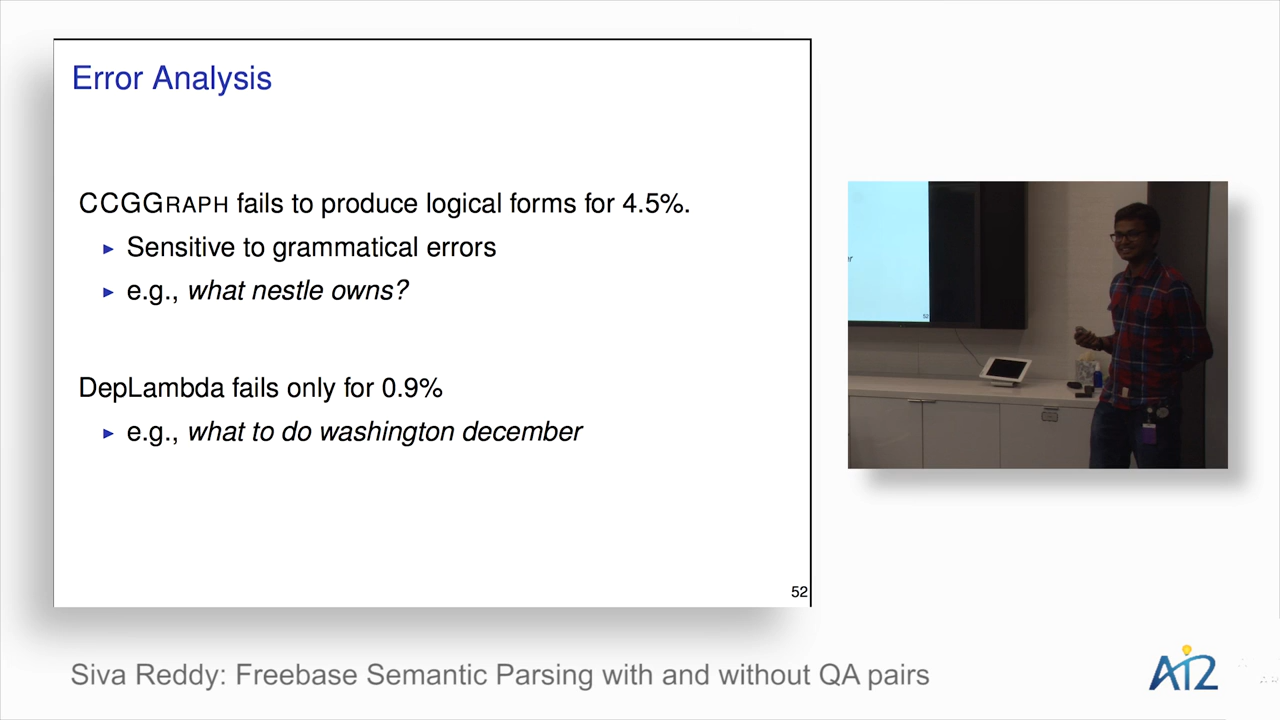 Error Analysis
CCGGRAPH fails to produce logical forms for 4.5%.
▸ Sensitive to grammatical errors
▸ e.g., what nestle owns?
DepLambda fails only for 0.9%
▸ e.g., what to do washington december
52
52
Siva Reddy: Freebase Semantic Parsing with and without QA pairs
AI2